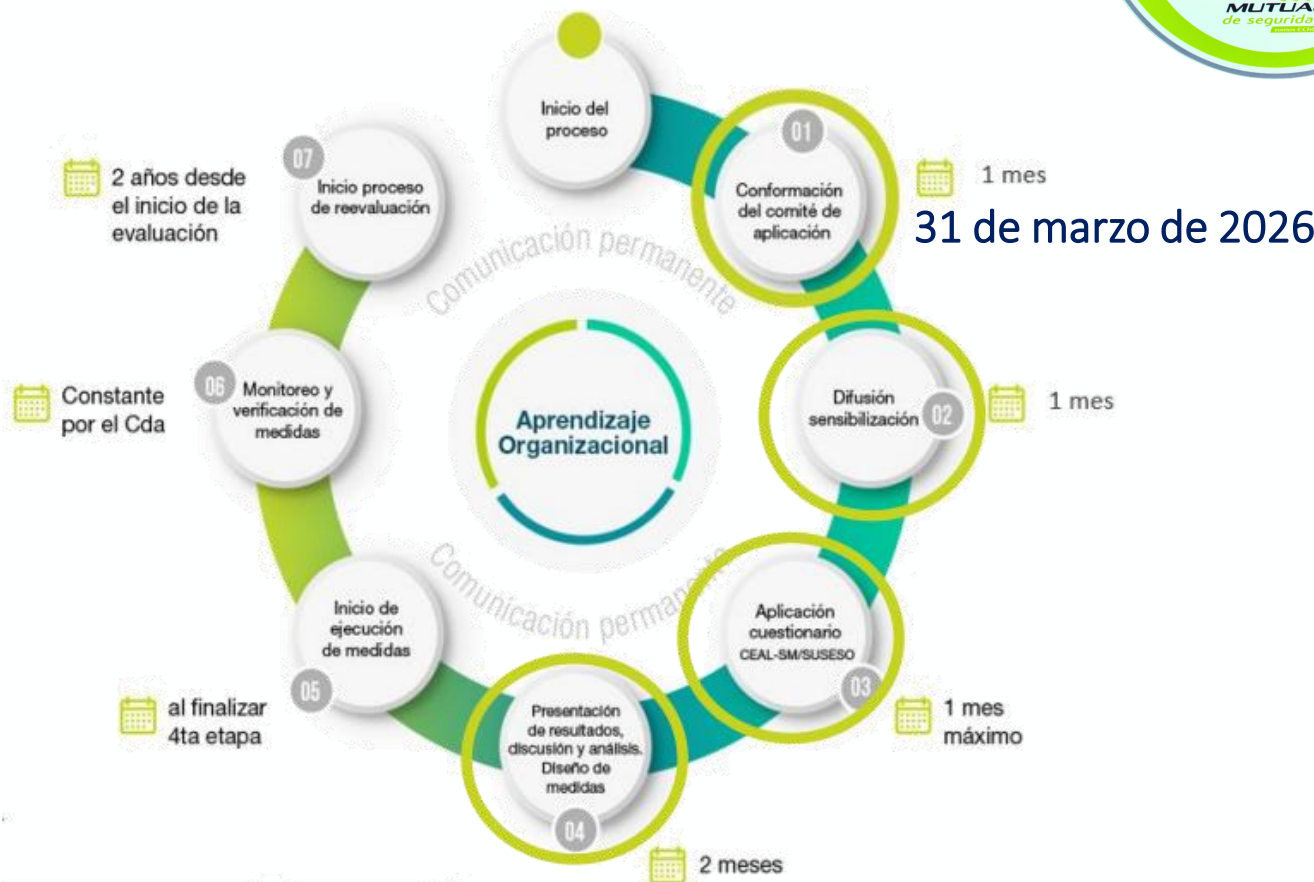 MUTUAL
de seguridad
Inicio del
proceso
01
Conformación
del comité de
aplicación
1 mes
31 de marzo de 2026
Difusión
sensibilización
02
1 mes
Aplicación
cuestionario
CEAL-SM/SUSESO
03
1 mes
máximo
Presentación
de resultados,
discusión y análisis.
Diseño de
medidas
04
2 meses
Inicio de
ejecución
de medidas
05
al finalizar
4ta etapa
06
Monitoreo y
verificación de
medidas
Constante
por el Cda
07
Inicio proceso
de reevaluación
2 años desde
el inicio de la
evaluación
Comunicación permanente
Aprendizaje
Organizacional
Comunicación permanente